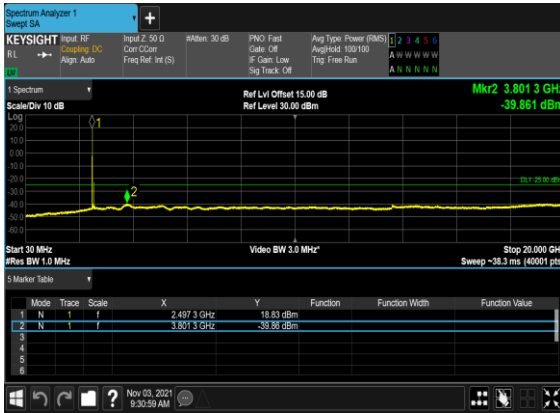 Spectrum Analyzer 1
Swept SA
+
KEYSIGHT Input: RF Input Z: 50 Ω #Atten: 30 dB PNO: Fast Avg Type: Power (RMS) 1 2 3 4 5 6
RL Coupling: DC Corr CCorr Gate: Off Avg|Hold: 100/100 A W W W W W
Align: Auto Freq Ref: Int (S) IF Gain: Low Trig: Free Run
LXI Sig Track: Off A N N N N N
1 Spectrum Ref Lvl Offset 15.00 dB Mkr2 3.801 3 GHz
Scale/Div 10 dB Ref Level 30.00 dBm -39.861 dBm
Log
20.0 1
10.0
0.00
-10.0
-20.0 DL1 -25.00 dBm
-30.0 2
-40.0
-50.0
-60.0
Start 30 MHz Video BW 3.0 MHz* Stop 20.000 GHz
#Res BW 1.0 MHz Sweep ~38.3 ms (40001 pts)
5 Marker Table
Mode Trace Scale X Y Function Function Width Function Value
1 N 1 f 2.497 3 GHz 18.83 dBm
2 N 1 f 3.801 3 GHz -39.86 dBm
3
4
5
6
? Nov 03, 2021
9:30:59 AM